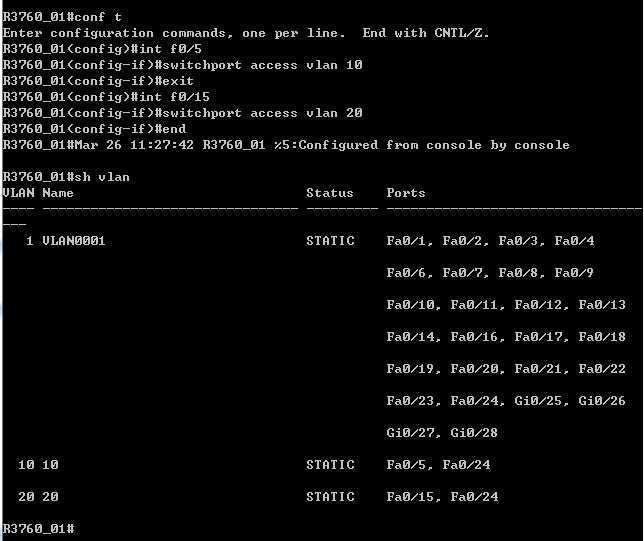 R3760_01#conf t
Enter configuration commands, one per line.  End with CNTL/Z.
R3760_01(config)#int f0/5
R3760_01(config-if)#switchport access vlan 10
R3760_01(config-if)#exit
R3760_01(config)#int f0/15
R3760_01(config-if)#switchport access vlan 20
R3760_01(config-if)#end
R3760_01#Mar 26 11:27:42 R3760_01 %5:Configured from console by console
R3760_01#sh vlan
VLAN Name                             Status    Ports
---- -------------------------------- --------- --------------------------------
---
   1 VLAN0001                         STATIC    Fa0/1, Fa0/2, Fa0/3, Fa0/4
                                                Fa0/6, Fa0/7, Fa0/8, Fa0/9
                                                Fa0/10, Fa0/11, Fa0/12, Fa0/13
                                                Fa0/14, Fa0/16, Fa0/17, Fa0/18
                                                Fa0/19, Fa0/20, Fa0/21, Fa0/22
                                                Fa0/23, Fa0/24, Gi0/25, Gi0/26
                                                Gi0/27, Gi0/28
  10 10                               STATIC    Fa0/5, Fa0/24
  20 20                               STATIC    Fa0/15, Fa0/24
R3760_01#